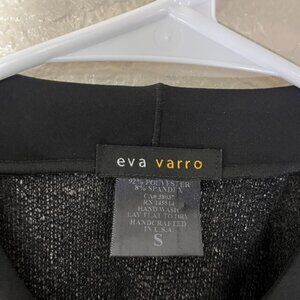 eva varro
92% POLYESTER
8% SPANDEX
HAND WASH
LAY FLAT TO DRY
HANDCRAFTED
IN U.S.A.
S